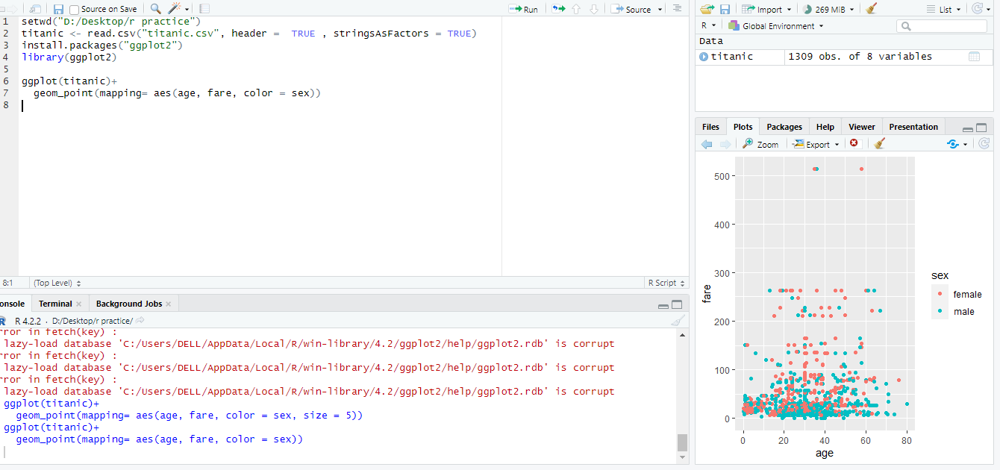 Source on Save
Run
Source
1 setwd("D:/Desktop/r practice")
2 titanic <- read.csv("titanic.csv", header =  TRUE , stringsAsFactors = TRUE)
3 install.packages("ggplot2")
4 library(ggplot2)
5
6 ggplot(titanic)+
7   geom_point(mapping= aes(age, fare, color = sex))
8
8:1 (Top Level) R Script
onsole Terminal Background Jobs
R 4.2.2 · D:/Desktop/r practice/
rror in fetch(key) :
lazy-load database 'C:/Users/DELL/AppData/Local/R/win-library/4.2/ggplot2/help/ggplot2.rdb' is corrupt
rror in fetch(key) :
lazy-load database 'C:/Users/DELL/AppData/Local/R/win-library/4.2/ggplot2/help/ggplot2.rdb' is corrupt
rror in fetch(key) :
lazy-load database 'C:/Users/DELL/AppData/Local/R/win-library/4.2/ggplot2/help/ggplot2.rdb' is corrupt
ggplot(titanic)+
  geom_point(mapping= aes(age, fare, color = sex, size = 5))
ggplot(titanic)+
  geom_point(mapping= aes(age, fare, color = sex))
Import 269 MiB List
R Global Environment
Data
titanic 1309 obs. of 8 variables
Files Plots Packages Help Viewer Presentation
Zoom Export
500
400
300
200
100
0
fare
0 20 40 60 80
age
sex
female
male